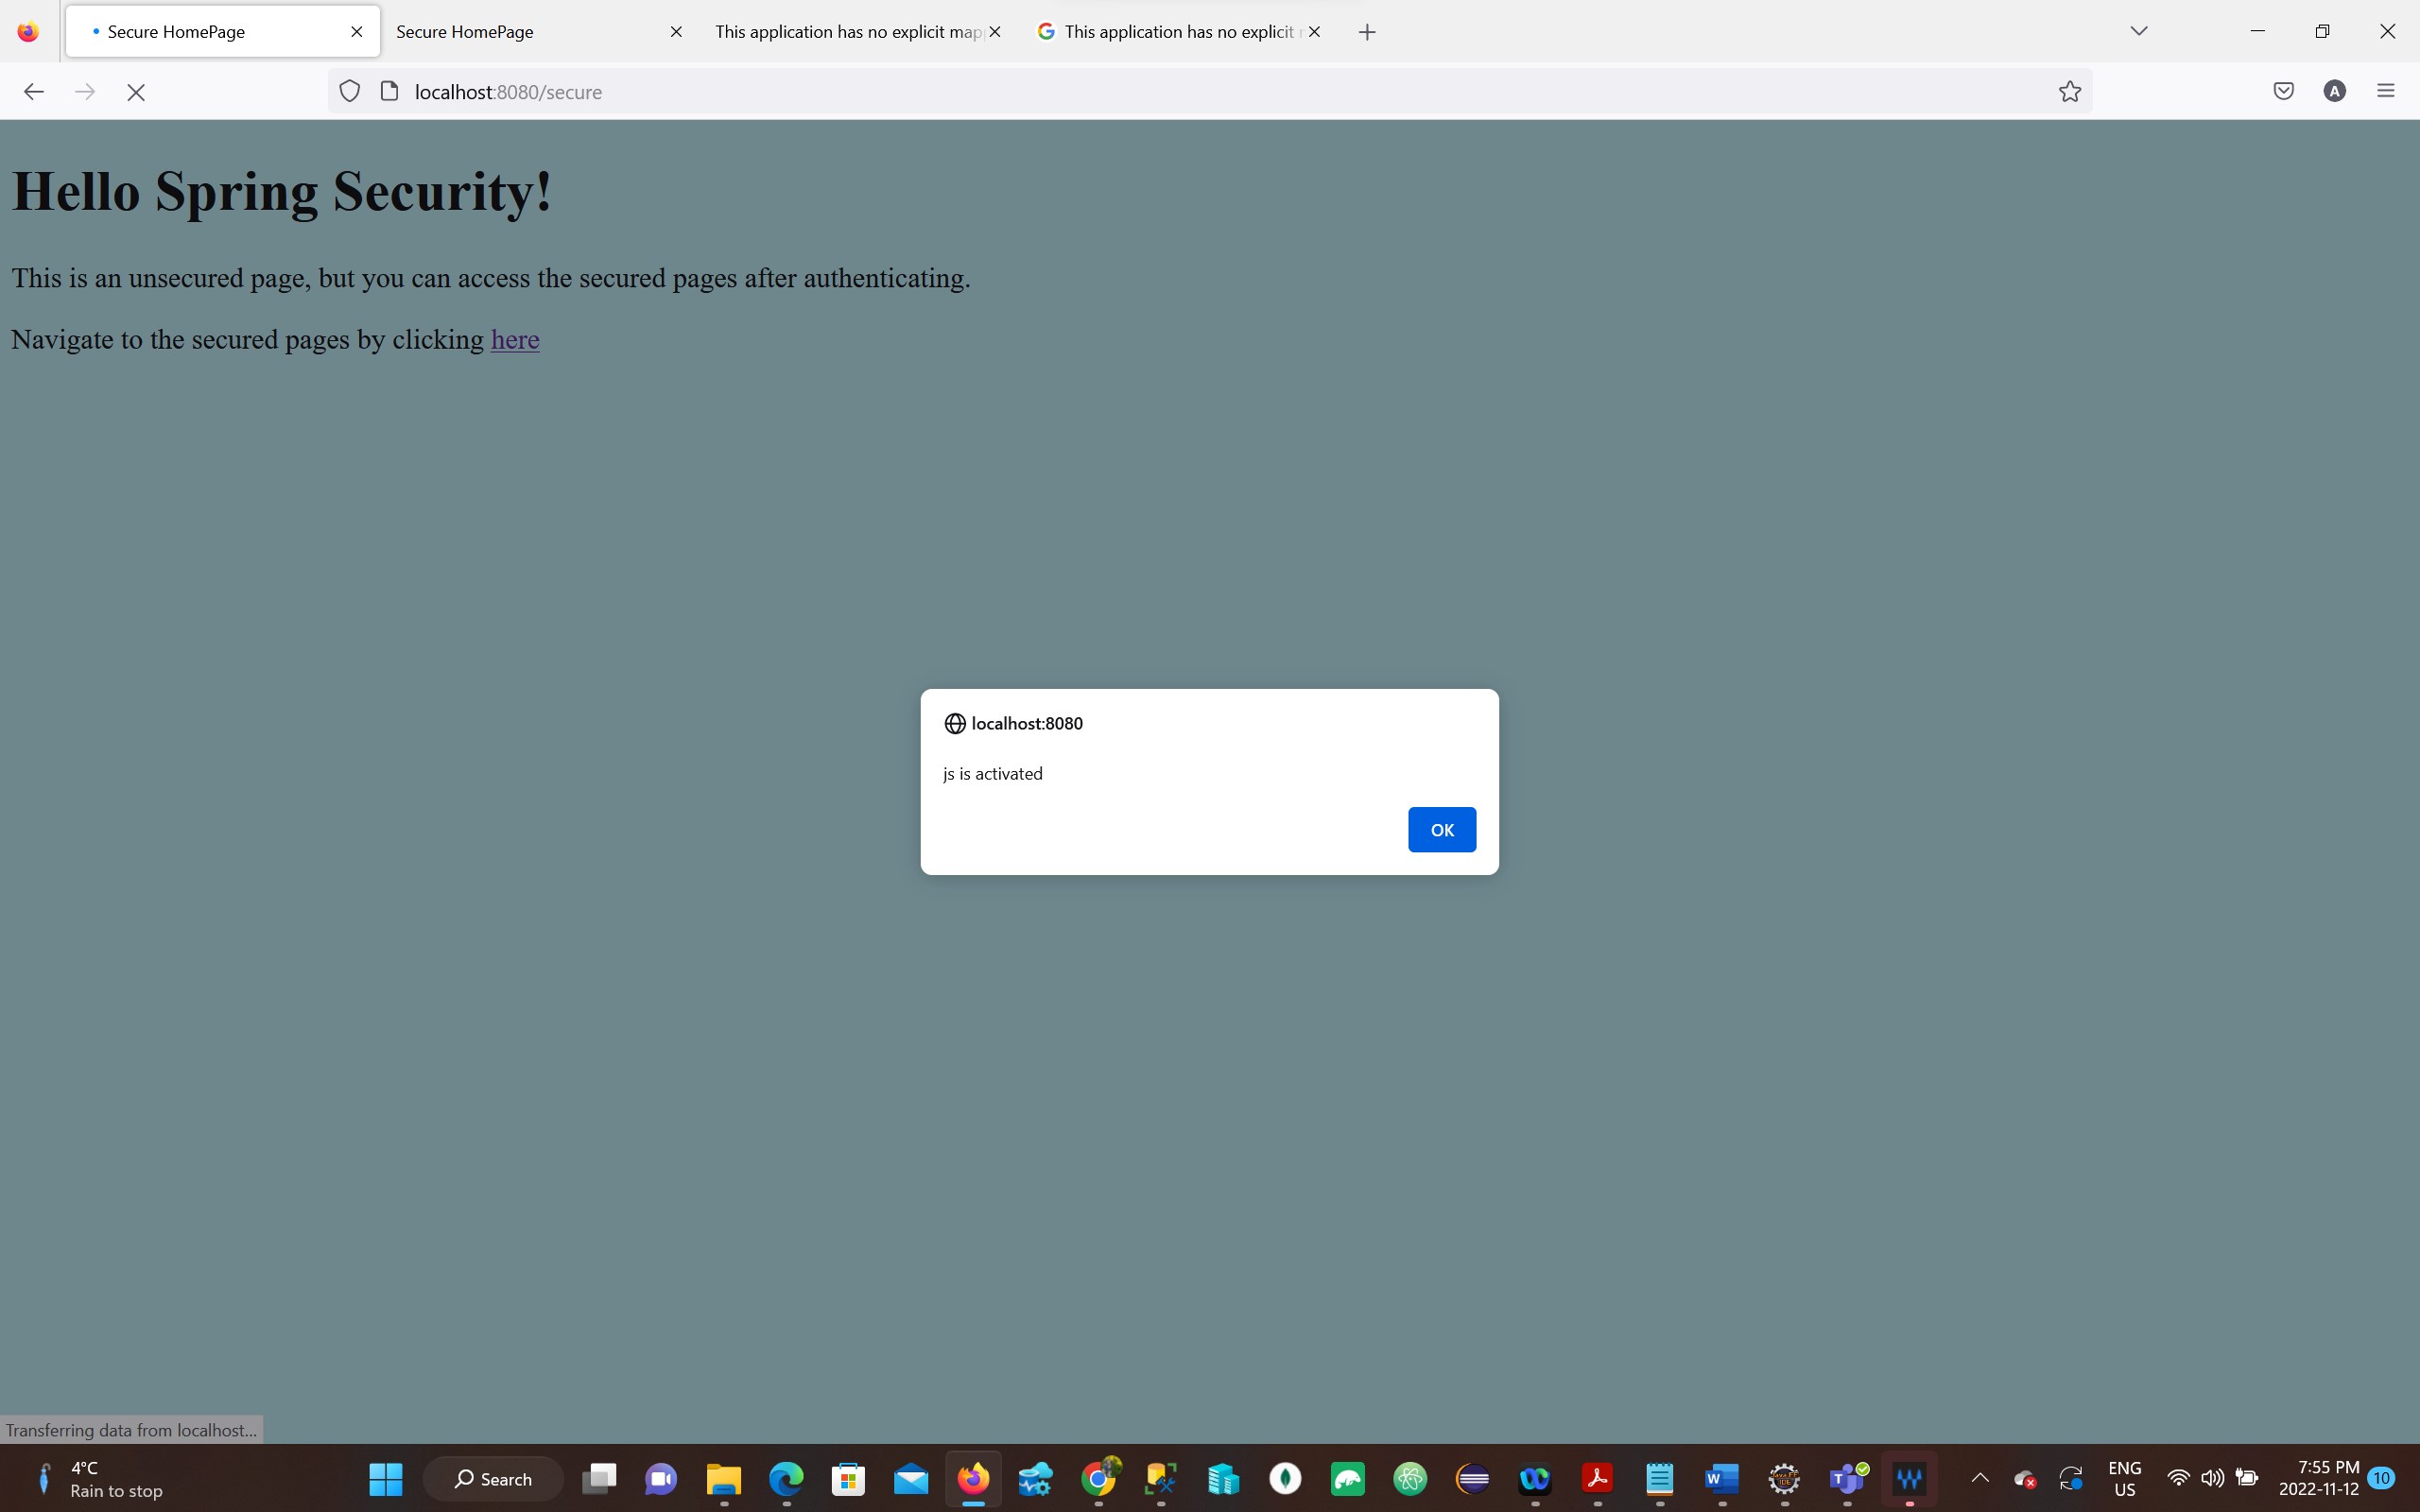 Secure HomePage
Secure HomePage
This application has no explicit map
This application has no explicit
localhost:8080/secure
A
Hello Spring Security!
This is an unsecured page, but you can access the secured pages after authenticating.
Navigate to the secured pages by clicking here
localhost:8080
js is activated
OK
Transferring data from localhost...
4°C
Rain to stop
Search
ENG
US
7:55 PM
2022-11-12
10